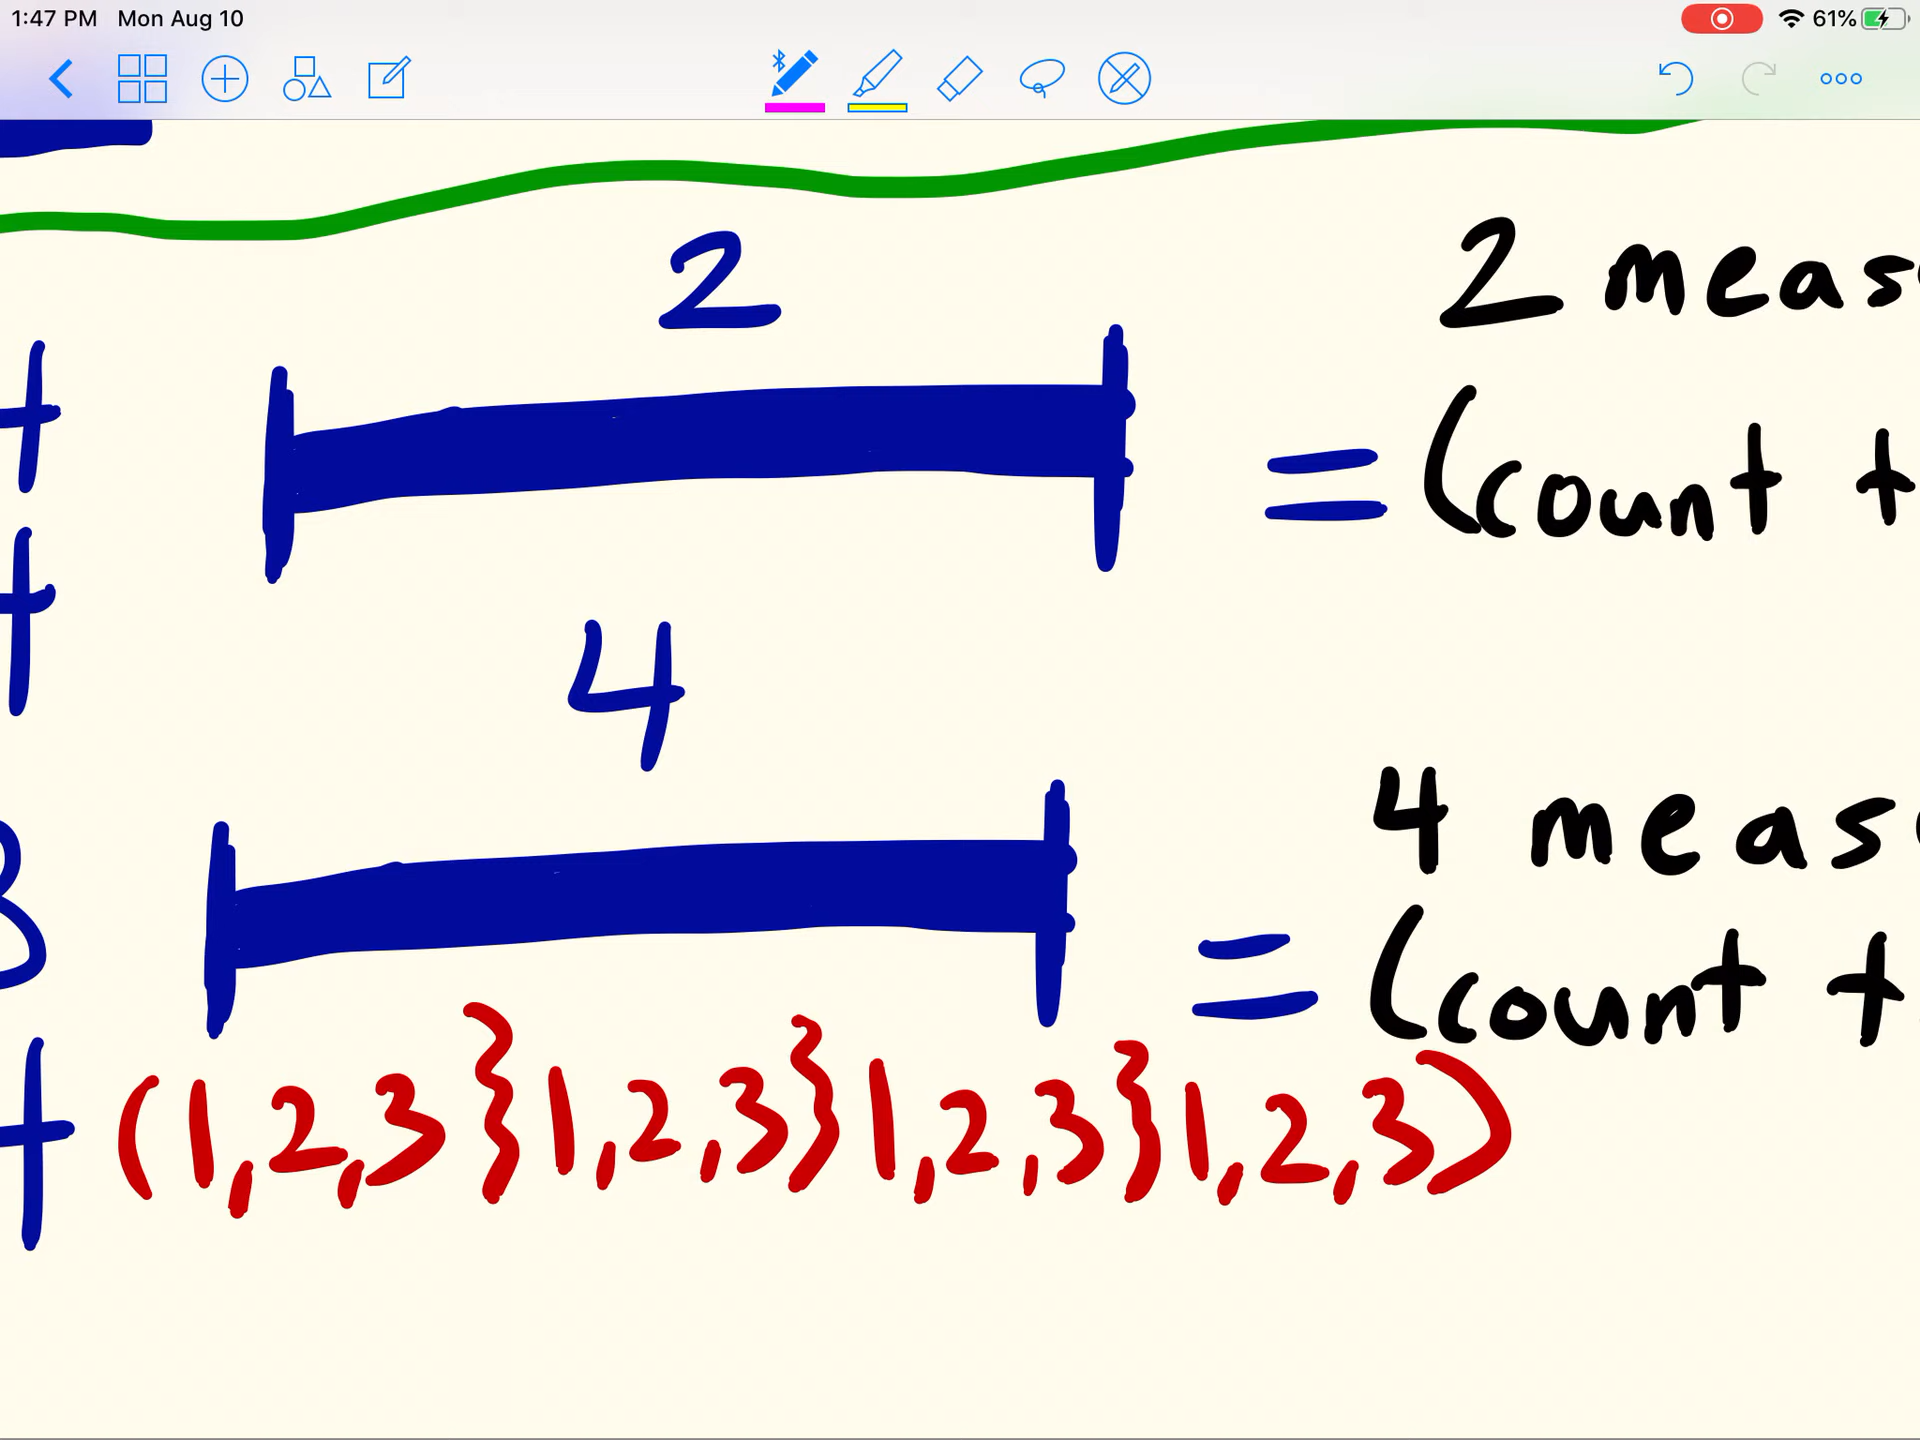 1:47 PM Mon Aug 10
61%
2
2 meas
= (count t
4
4 meas
= (count t
(1,2,3}1,2,3}1,2,3}1,2,3)